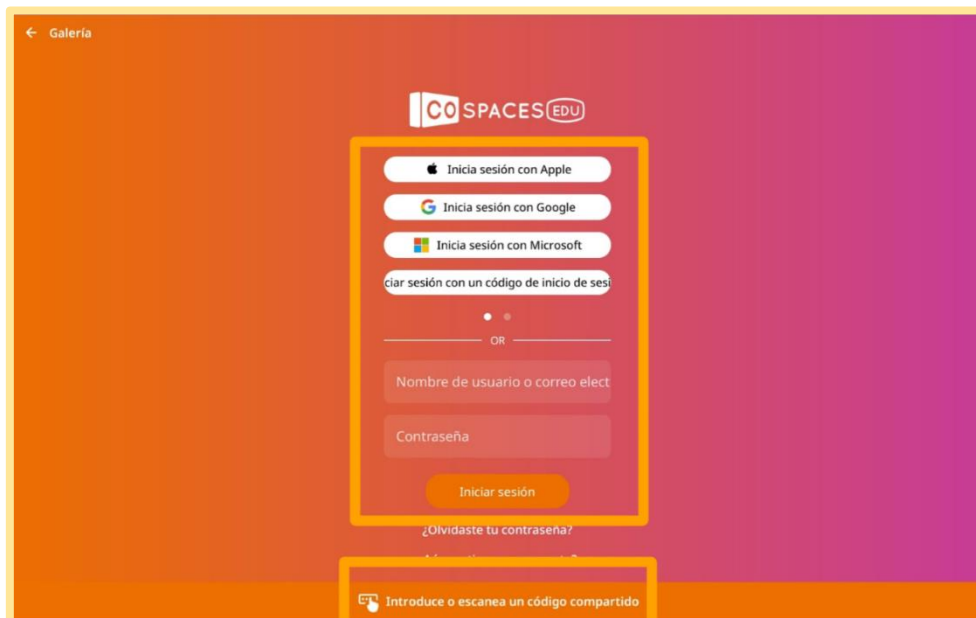 ← Galería
CO SPACES EDU
Inicia sesión con Apple
Inicia sesión con Google
Inicia sesión con Microsoft
ciar sesión con un código de inicio de sesi
OR
Nombre de usuario o correo elect
Contraseña
Iniciar sesión
¿Olvidaste tu contraseña?
Introduce o escanea un código compartido